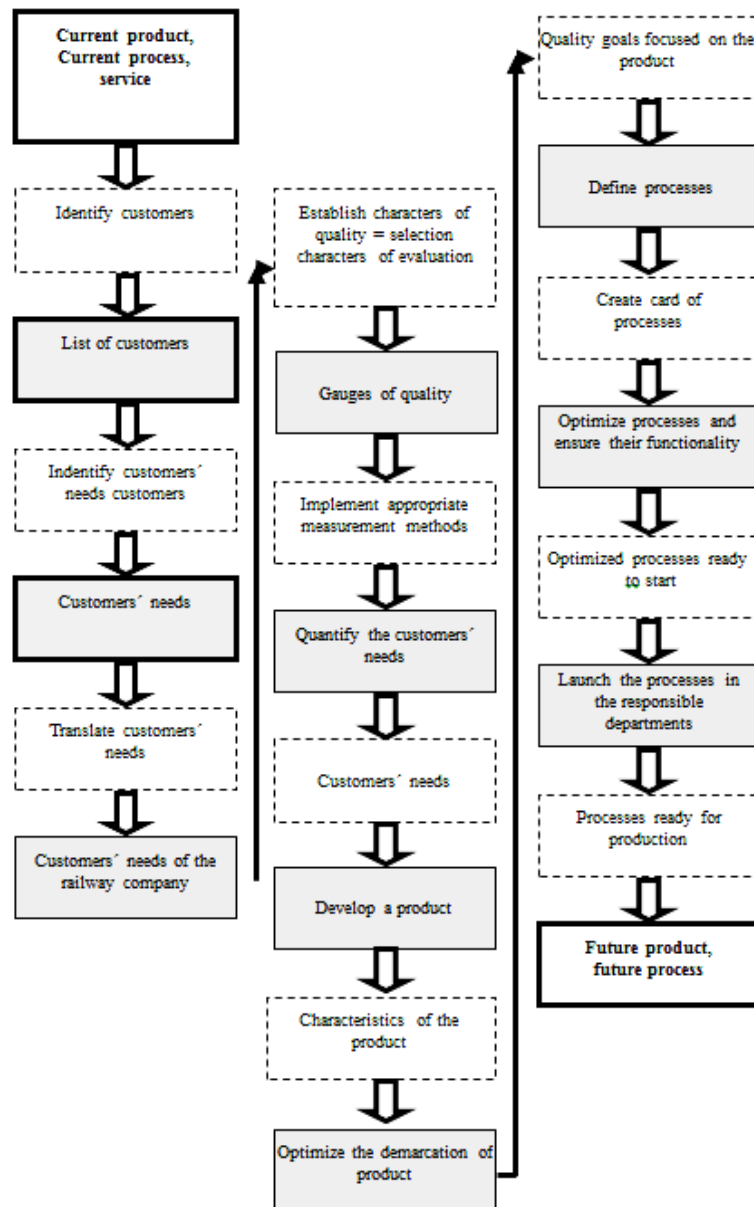 Current product,
Current process,
service
Identify customers
List of customers
Indentify customers´
needs customers
Customers´ needs
Translate customers´
needs
Customers´ needs of the
railway company
Establish characters of
quality = selection
characters of evaluation
Gauges of quality
Implement appropriate
measurement methods
Quantify the customers´
needs
Customers´ needs
Develop a product
Characteristics of the
product
Optimize the demarcation of
product
Quality goals focused on the
product
Define processes
Create card of
processes
Optimize processes and
ensure their functionality
Optimized processes ready
to start
Launch the processes in
the responsible
departments
Processes ready for
production
Future product,
future process